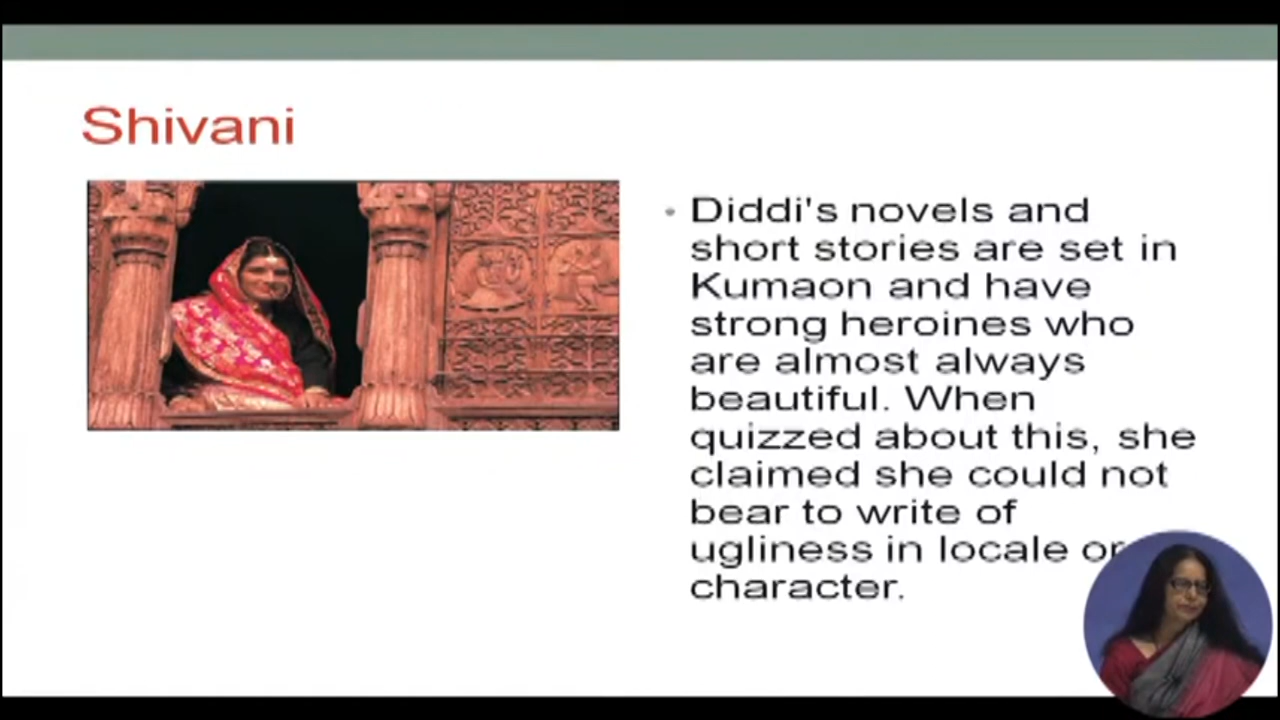 Shivani
Diddi's novels and
short stories are set in
Kumaon and have
strong heroines who
are almost always
beautiful. When
quizzed about this, she
claimed she could not
bear to write of
ugliness in locale or
character.